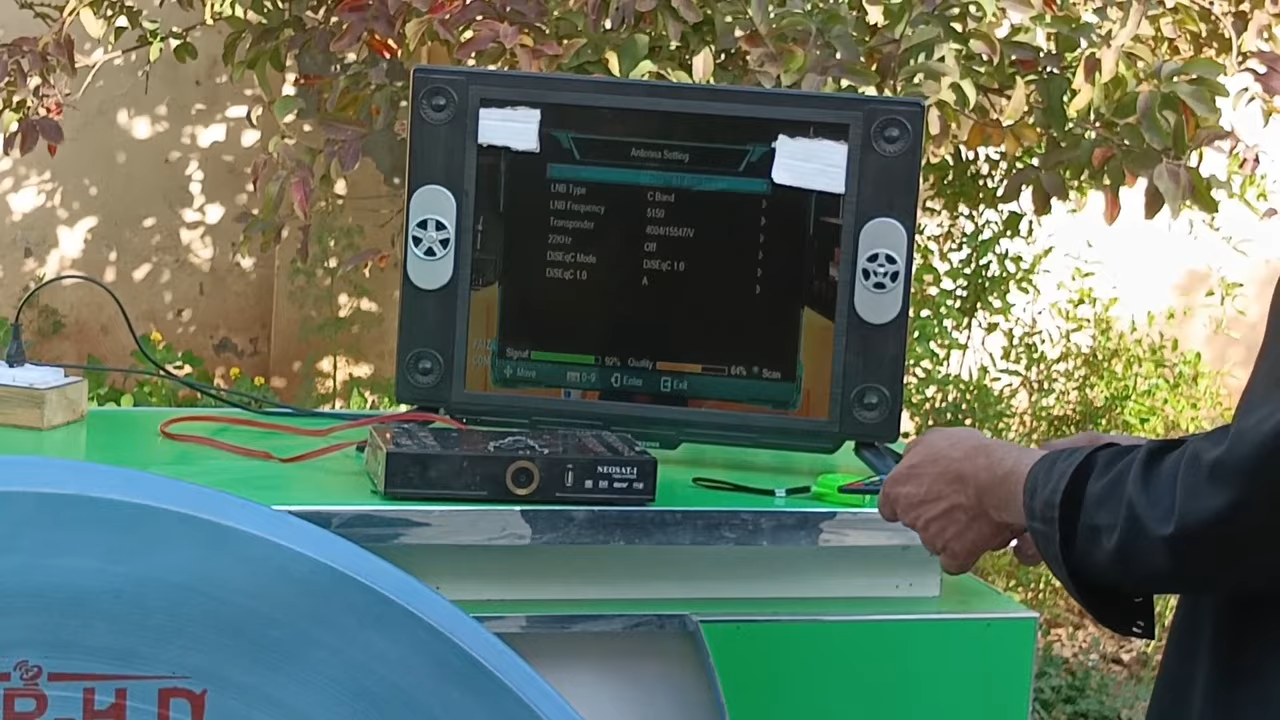 Antenna Setting
LNB Type C Band
LNB Frequency 5150
Transponder 4004/15547/V
22KHz Off
DiSEqC Mode DiSEqC 1.0
DiSEqC 1.0 A
Signal 92% Quality 64% Scan
Move 0-9 Enter Exit
NEOSAT-I